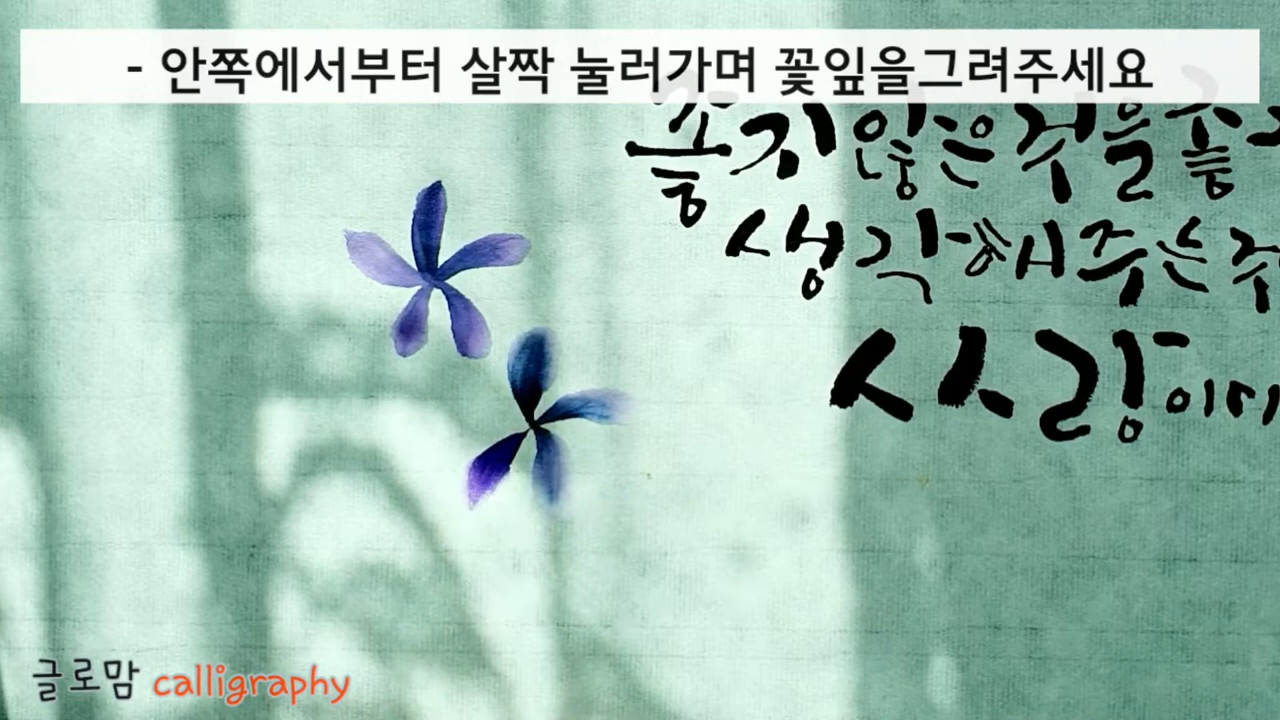 - 안쪽에서부터 살짝 눌러가며 꽃잎을그려주세요
좋지않은것을좋
생각해주는
사랑이
글로맘 calligraphy